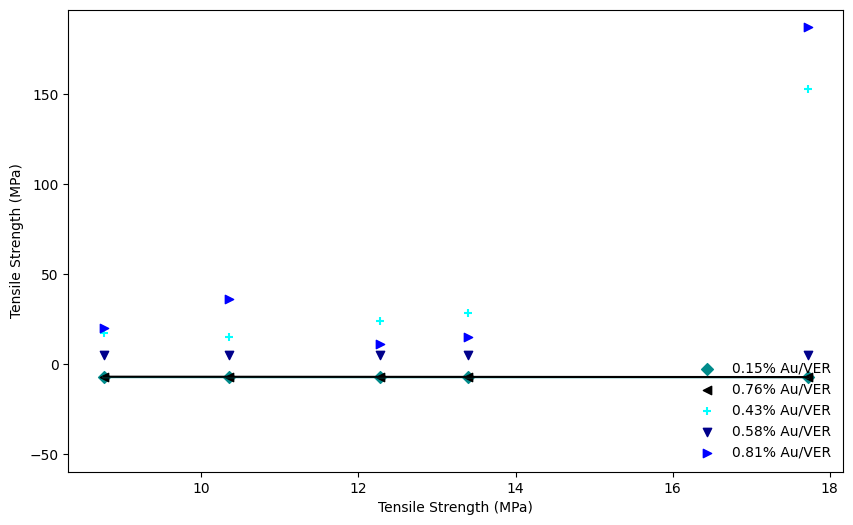 150
100
50
0
−50
Tensile Strength (MPa)
10
12
14
16
18
Tensile Strength (MPa)
0.15% Au/VER
0.76% Au/VER
0.43% Au/VER
0.58% Au/VER
0.81% Au/VER